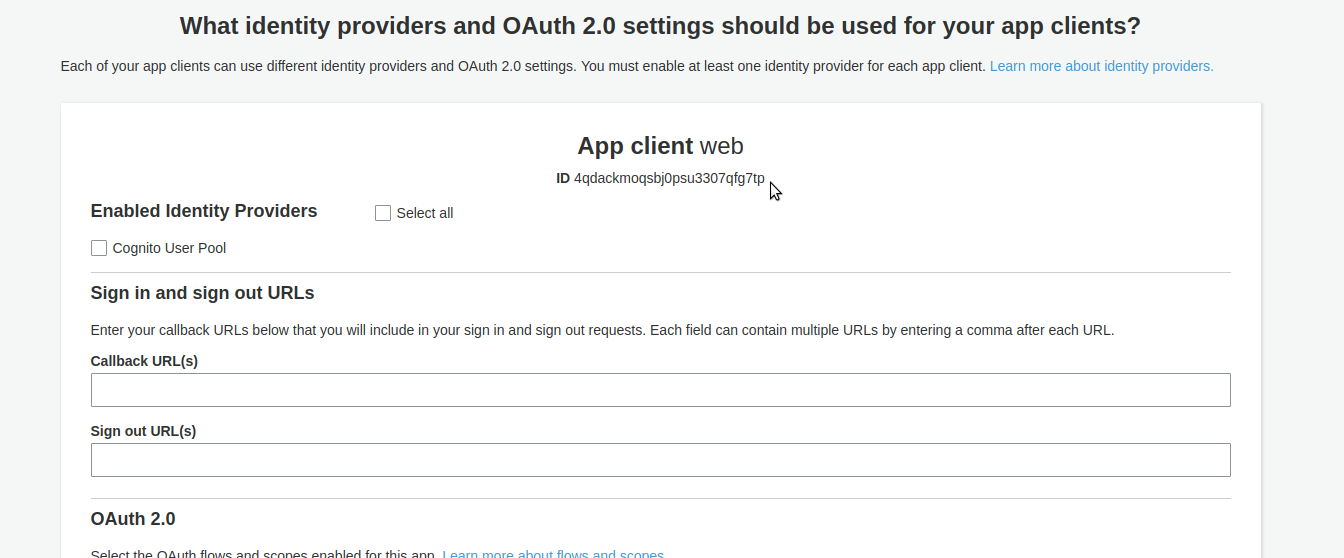 What identity providers and OAuth 2.0 settings should be used for your app clients?
Each of your app clients can use different identity providers and OAuth 2.0 settings. You must enable at least one identity provider for each app client. Learn more about identity providers.
App client web
ID 4qdackmoqsbj0psu3307qfg7tp
Enabled Identity Providers
Select all
Cognito User Pool
Sign in and sign out URLs
Enter your callback URLs below that you will include in your sign in and sign out requests. Each field can contain multiple URLs by entering a comma after each URL.
Callback URL(s)
Sign out URL(s)
OAuth 2.0
Select the OAuth flows and scopes enabled for this app. Learn more about flows and scopes.